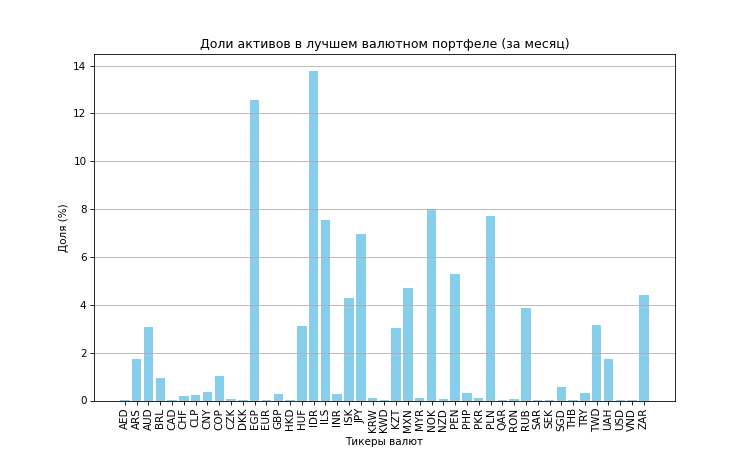 Доли активов в лучшем валютном портфеле (за месяц)
Доля (%)
14
12
10
8
6
4
2
0
AED ARS AUD BRL CAD CHF CLP CNY COP CZK DKK EGP EUR GBP HKD HUF IDR ILS INR ISK JPY KRW KWD KZT MXN MYR NOK NZD PEN PHP PKR PLN QAR RON RUB SAR SEK SGD THB TRY TWD UAH USD VND ZAR
Тикеры валют